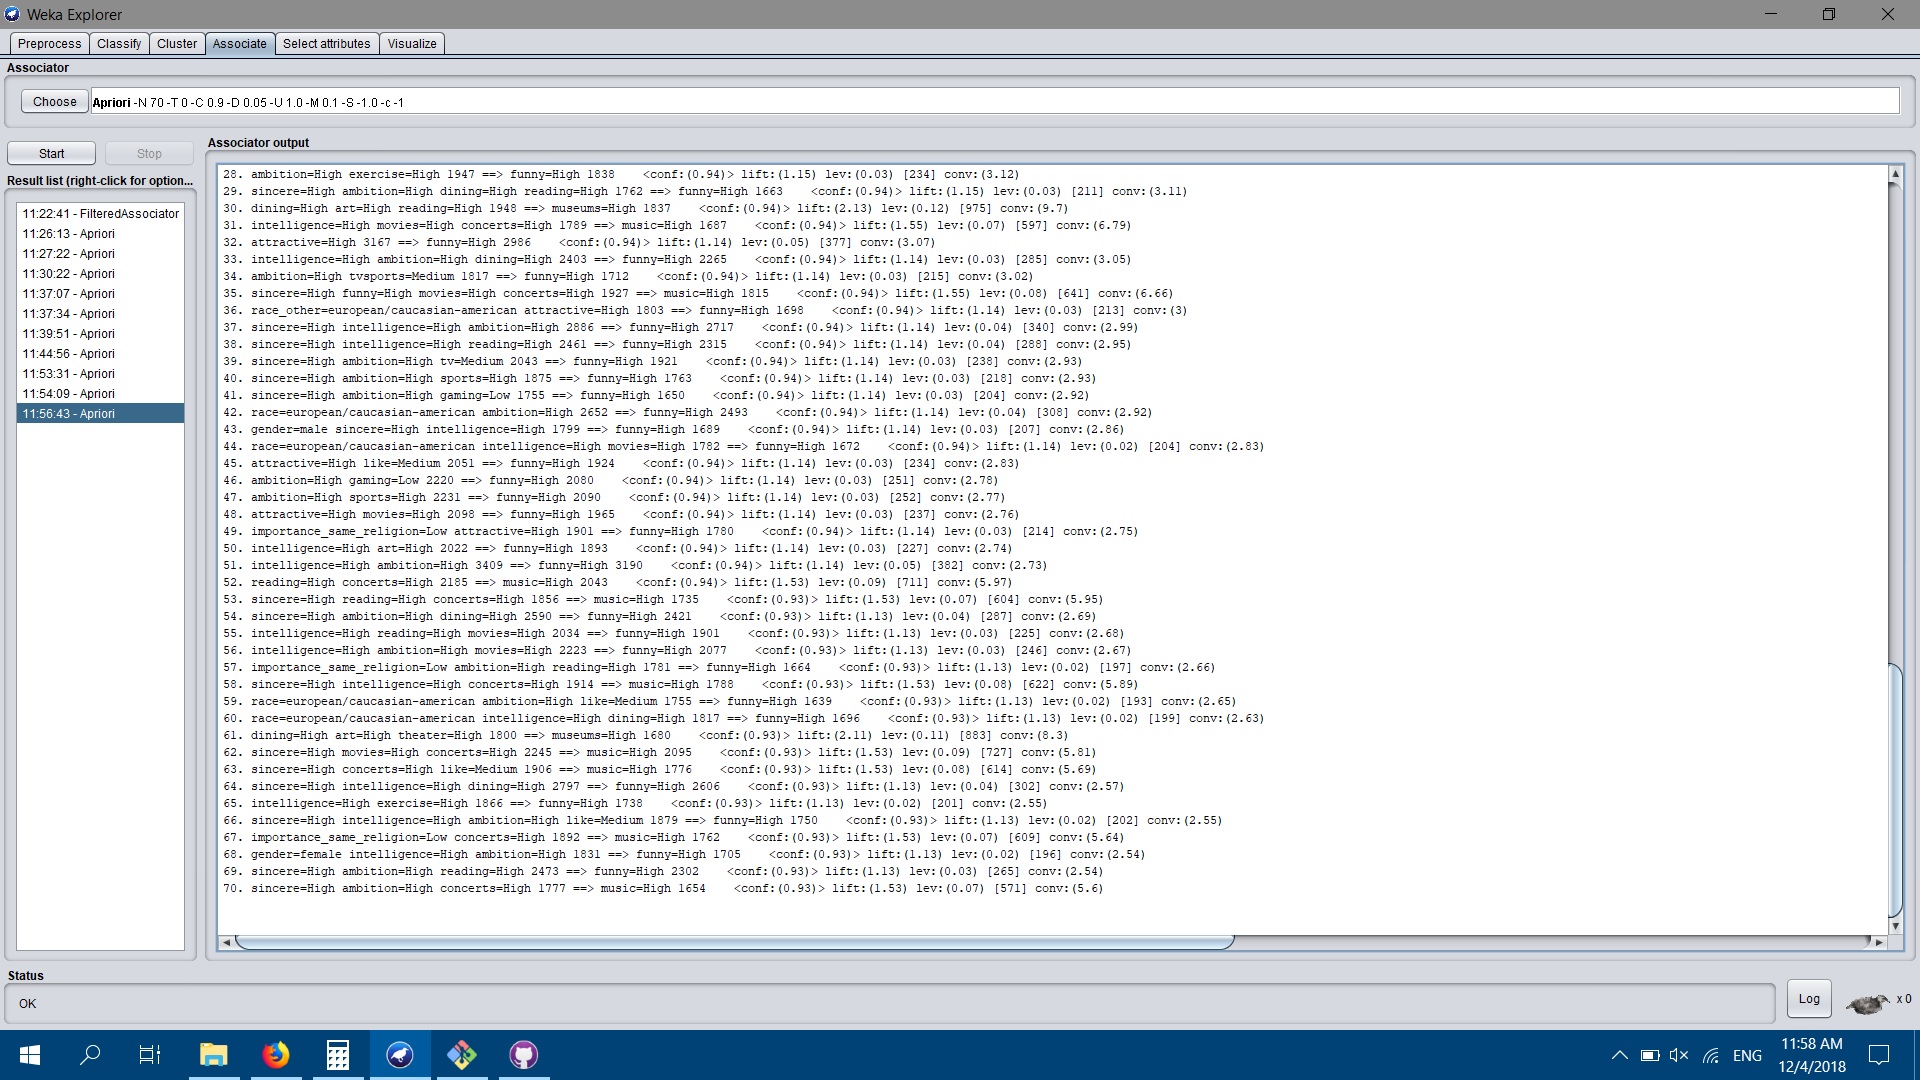 Weka Explorer
Preprocess Classify Cluster Associate Select attributes Visualize
Associator
Choose Apriori -N 70 -T 0 -C 0.9 -D 0.05 -U 1.0 -M 0.1 -S -1.0 -c -1
Start Stop
Result list (right-click for option...
11:22:41 - FilteredAssociator
11:26:13 - Apriori
11:27:22 - Apriori
11:30:22 - Apriori
11:37:07 - Apriori
11:37:34 - Apriori
11:39:51 - Apriori
11:44:56 - Apriori
11:53:31 - Apriori
11:54:09 - Apriori
11:56:43 - Apriori
Associator output
28. ambition=High exercise=High 1947 ==> funny=High 1838 <conf:(0.94)> lift:(1.15) lev:(0.03) [234] conv:(3.12)
29. sincere=High ambition=High dining=High reading=High 1762 ==> funny=High 1663 <conf:(0.94)> lift:(1.15) lev:(0.03) [211] conv:(3.11)
30. dining=High art=High reading=High 1948 ==> museums=High 1837 <conf:(0.94)> lift:(2.13) lev:(0.12) [975] conv:(9.7)
31. intelligence=High movies=High concerts=High 1789 ==> music=High 1687 <conf:(0.94)> lift:(1.55) lev:(0.07) [597] conv:(6.79)
32. attractive=High 3167 ==> funny=High 2986 <conf:(0.94)> lift:(1.14) lev:(0.05) [377] conv:(3.07)
33. intelligence=High ambition=High dining=High 2403 ==> funny=High 2265 <conf:(0.94)> lift:(1.14) lev:(0.03) [285] conv:(3.05)
34. ambition=High tvsports=Medium 1817 ==> funny=High 1712 <conf:(0.94)> lift:(1.14) lev:(0.03) [215] conv:(3.02)
35. sincere=High funny=High movies=High concerts=High 1927 ==> music=High 1815 <conf:(0.94)> lift:(1.55) lev:(0.08) [641] conv:(6.66)
36. race_other=european/caucasian-american attractive=High 1803 ==> funny=High 1698 <conf:(0.94)> lift:(1.14) lev:(0.03) [213] conv:(3)
37. sincere=High intelligence=High ambition=High 2886 ==> funny=High 2717 <conf:(0.94)> lift:(1.14) lev:(0.04) [340] conv:(2.99)
38. sincere=High intelligence=High reading=High 2461 ==> funny=High 2315 <conf:(0.94)> lift:(1.14) lev:(0.04) [288] conv:(2.95)
39. sincere=High ambition=High tv=Medium 2043 ==> funny=High 1921 <conf:(0.94)> lift:(1.14) lev:(0.03) [238] conv:(2.93)
40. sincere=High ambition=High sports=High 1875 ==> funny=High 1763 <conf:(0.94)> lift:(1.14) lev:(0.03) [218] conv:(2.93)
41. sincere=High ambition=High gaming=Low 1755 ==> funny=High 1650 <conf:(0.94)> lift:(1.14) lev:(0.03) [204] conv:(2.92)
42. race=european/caucasian-american ambition=High 2652 ==> funny=High 2493 <conf:(0.94)> lift:(1.14) lev:(0.04) [308] conv:(2.92)
43. gender=male sincere=High intelligence=High 1799 ==> funny=High 1689 <conf:(0.94)> lift:(1.14) lev:(0.03) [207] conv:(2.86)
44. race=european/caucasian-american intelligence=High movies=High 1782 ==> funny=High 1672 <conf:(0.94)> lift:(1.14) lev:(0.02) [204] conv:(2.83)
45. attractive=High like=Medium 2051 ==> funny=High 1924 <conf:(0.94)> lift:(1.14) lev:(0.03) [234] conv:(2.83)
46. ambition=High gaming=Low 2220 ==> funny=High 2080 <conf:(0.94)> lift:(1.14) lev:(0.03) [251] conv:(2.78)
47. ambition=High sports=High 2231 ==> funny=High 2090 <conf:(0.94)> lift:(1.14) lev:(0.03) [252] conv:(2.77)
48. attractive=High movies=High 2098 ==> funny=High 1965 <conf:(0.94)> lift:(1.14) lev:(0.03) [237] conv:(2.76)
49. importance_same_religion=Low attractive=High 1901 ==> funny=High 1780 <conf:(0.94)> lift:(1.14) lev:(0.03) [214] conv:(2.75)
50. intelligence=High art=High 2022 ==> funny=High 1893 <conf:(0.94)> lift:(1.14) lev:(0.03) [227] conv:(2.74)
51. intelligence=High ambition=High 3409 ==> funny=High 3190 <conf:(0.94)> lift:(1.14) lev:(0.05) [382] conv:(2.73)
52. reading=High concerts=High 2185 ==> music=High 2043 <conf:(0.94)> lift:(1.53) lev:(0.09) [711] conv:(5.97)
53. sincere=High reading=High concerts=High 1856 ==> music=High 1735 <conf:(0.93)> lift:(1.53) lev:(0.07) [604] conv:(5.95)
54. sincere=High ambition=High dining=High 2590 ==> funny=High 2421 <conf:(0.93)> lift:(1.13) lev:(0.04) [287] conv:(2.69)
55. intelligence=High reading=High movies=High 2034 ==> funny=High 1901 <conf:(0.93)> lift:(1.13) lev:(0.03) [225] conv:(2.68)
56. intelligence=High ambition=High movies=High 2223 ==> funny=High 2077 <conf:(0.93)> lift:(1.13) lev:(0.03) [246] conv:(2.67)
57. importance_same_religion=Low ambition=High reading=High 1781 ==> funny=High 1664 <conf:(0.93)> lift:(1.13) lev:(0.02) [197] conv:(2.66)
58. sincere=High intelligence=High concerts=High 1914 ==> music=High 1788 <conf:(0.93)> lift:(1.53) lev:(0.08) [622] conv:(5.89)
59. race=european/caucasian-american ambition=High like=Medium 1755 ==> funny=High 1639 <conf:(0.93)> lift:(1.13) lev:(0.02) [193] conv:(2.65)
60. race=european/caucasian-american intelligence=High dining=High 1817 ==> funny=High 1696 <conf:(0.93)> lift:(1.13) lev:(0.02) [199] conv:(2.63)
61. dining=High art=High theater=High 1800 ==> museums=High 1680 <conf:(0.93)> lift:(2.11) lev:(0.11) [883] conv:(8.3)
62. sincere=High movies=High concerts=High 2245 ==> music=High 2095 <conf:(0.93)> lift:(1.53) lev:(0.09) [727] conv:(5.81)
63. sincere=High concerts=High like=Medium 1906 ==> music=High 1776 <conf:(0.93)> lift:(1.53) lev:(0.08) [614] conv:(5.69)
64. sincere=High intelligence=High dining=High 2797 ==> funny=High 2606 <conf:(0.93)> lift:(1.13) lev:(0.04) [302] conv:(2.57)
65. intelligence=High exercise=High 1866 ==> funny=High 1738 <conf:(0.93)> lift:(1.13) lev:(0.02) [201] conv:(2.55)
66. sincere=High intelligence=High ambition=High like=Medium 1879 ==> funny=High 1750 <conf:(0.93)> lift:(1.13) lev:(0.02) [202] conv:(2.55)
67. importance_same_religion=Low concerts=High 1892 ==> music=High 1762 <conf:(0.93)> lift:(1.53) lev:(0.07) [609] conv:(5.64)
68. gender=female intelligence=High ambition=High 1831 ==> funny=High 1705 <conf:(0.93)> lift:(1.13) lev:(0.02) [196] conv:(2.54)
69. sincere=High ambition=High reading=High 2473 ==> funny=High 2302 <conf:(0.93)> lift:(1.13) lev:(0.03) [265] conv:(2.54)
70. sincere=High ambition=High concerts=High 1777 ==> music=High 1654 <conf:(0.93)> lift:(1.53) lev:(0.07) [571] conv:(5.6)
Status
OK
Log
x 0
ENG
11:58 AM
12/4/2018